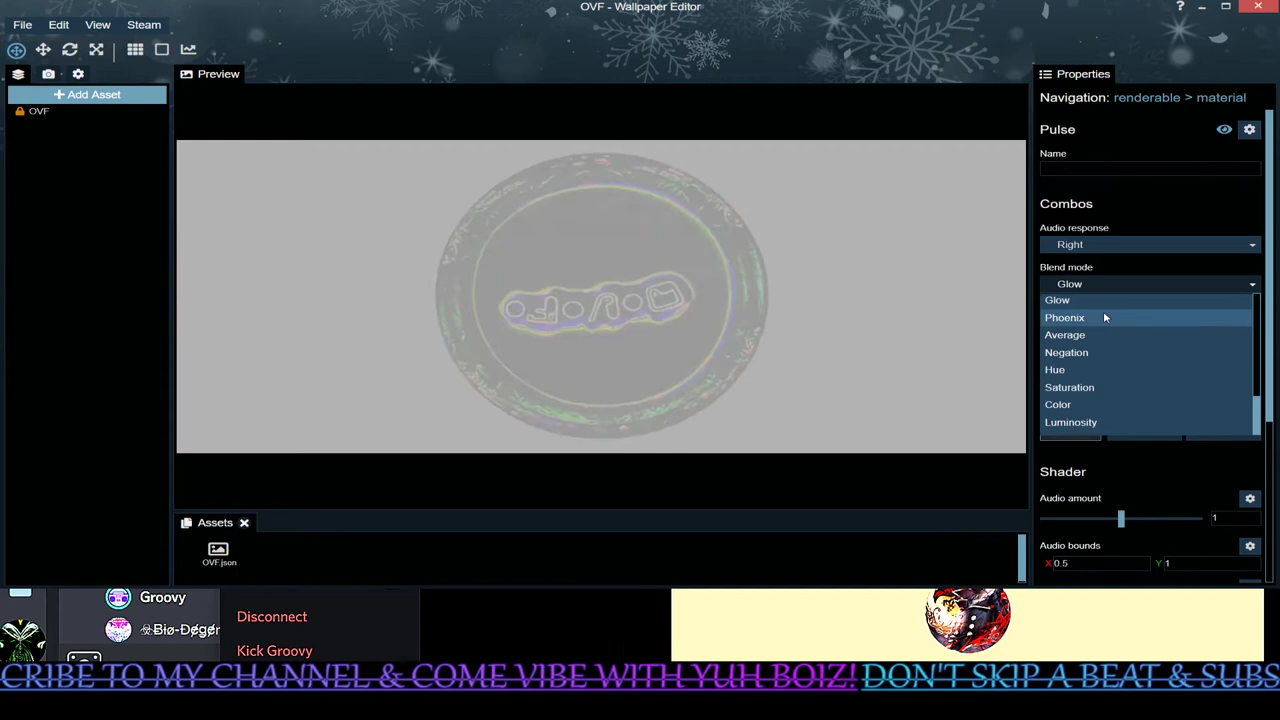 OVF - Wallpaper Editor
File Edit View Steam
Preview
Properties
Add Asset
OVF
Navigation: renderable > material
Pulse
Name
Combos
Audio response
Right
Blend mode
Glow
Glow
Phoenix
Average
Negation
Hue
Saturation
Color
Luminosity
Shader
Audio amount
1
Audio bounds
X 0.5 Y 1
Assets
OVF.json
Groovy
Disconnect
Kick Groovy
CRIBE TO MY CHANNEL & COME VIBE WITH YUH BOIZ! DON'T SKIP A BEAT & SUBS